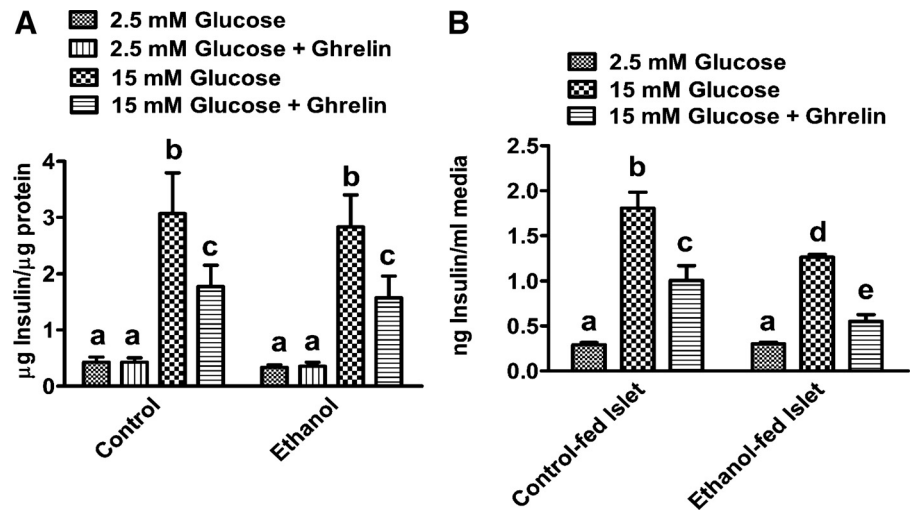 A
2.5 mM Glucose
2.5 mM Glucose + Ghrelin
15 mM Glucose
15 mM Glucose + Ghrelin
µg Insulin/µg protein
4
3
2
1
0
a a b c
a a b c
Control
Ethanol
B
2.5 mM Glucose
15 mM Glucose
15 mM Glucose + Ghrelin
ng Insulin/ml media
2.5
2.0
1.5
1.0
0.5
0.0
a b c
a d e
Control-fed Islet
Ethanol-fed Islet